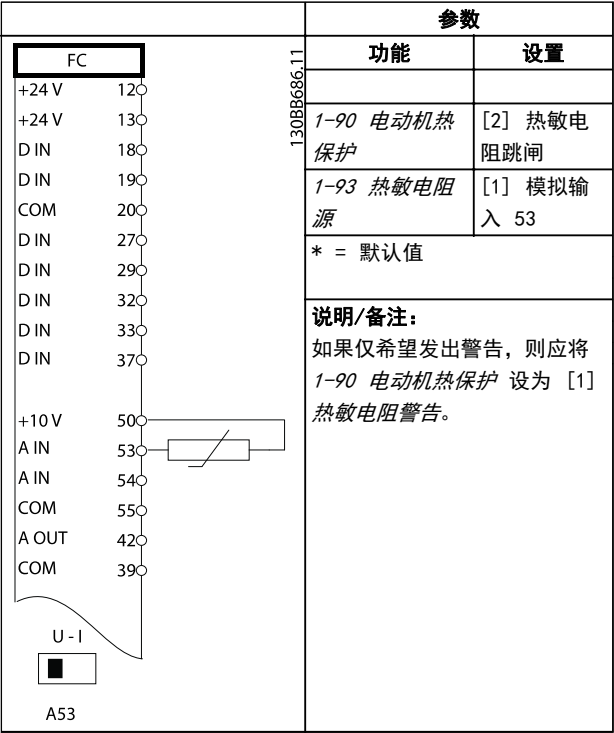 FC
+24 V 12
+24 V 13
D IN 18
D IN 19
COM 20
D IN 27
D IN 29
D IN 32
D IN 33
D IN 37
+10 V 50
A IN 53
A IN 54
COM 55
A OUT 42
COM 39
U - I
A53
130BB686.11
参数
功能 设置
1-90 电动机热 [2] 热敏电
保护 阻跳闸
1-93 热敏电阻 [1] 模拟输
源 入 53
* = 默认值
说明/备注:
如果仅希望发出警告, 则应将
1-90 电动机热保护 设为 [1]
热敏电阻警告。